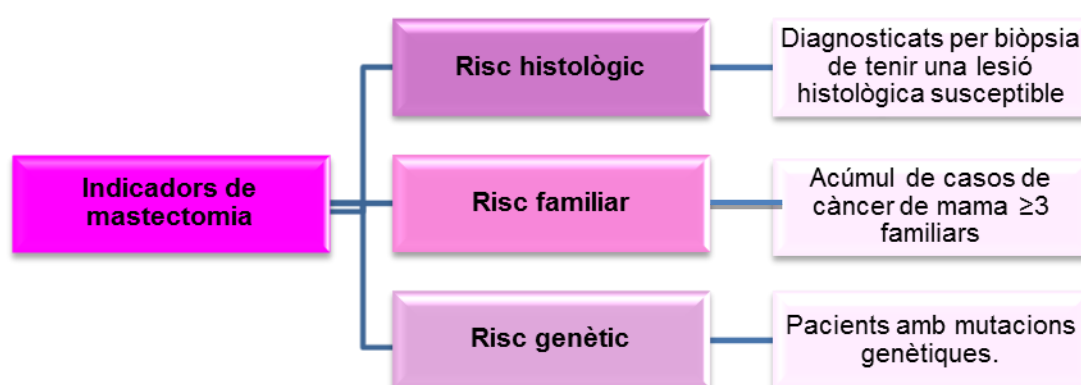 Indicadors de
mastectomia
Risc histològic
Diagnosticats per biòpsia
de tenir una lesió
histològica susceptible
Risc familiar
Acúmul de casos de
càncer de mama ≥3
familiars
Risc genètic
Pacients amb mutacions
genètiques.